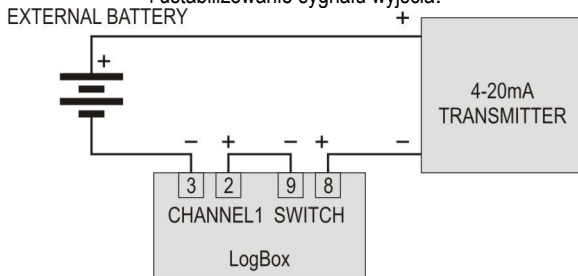 i ustabilizowanie sygnału wyjścia.
EXTERNAL BATTERY
+
+
4-20mA
TRANSMITTER
− + − + −
3 2 9 8
CHANNEL1 SWITCH
LogBox